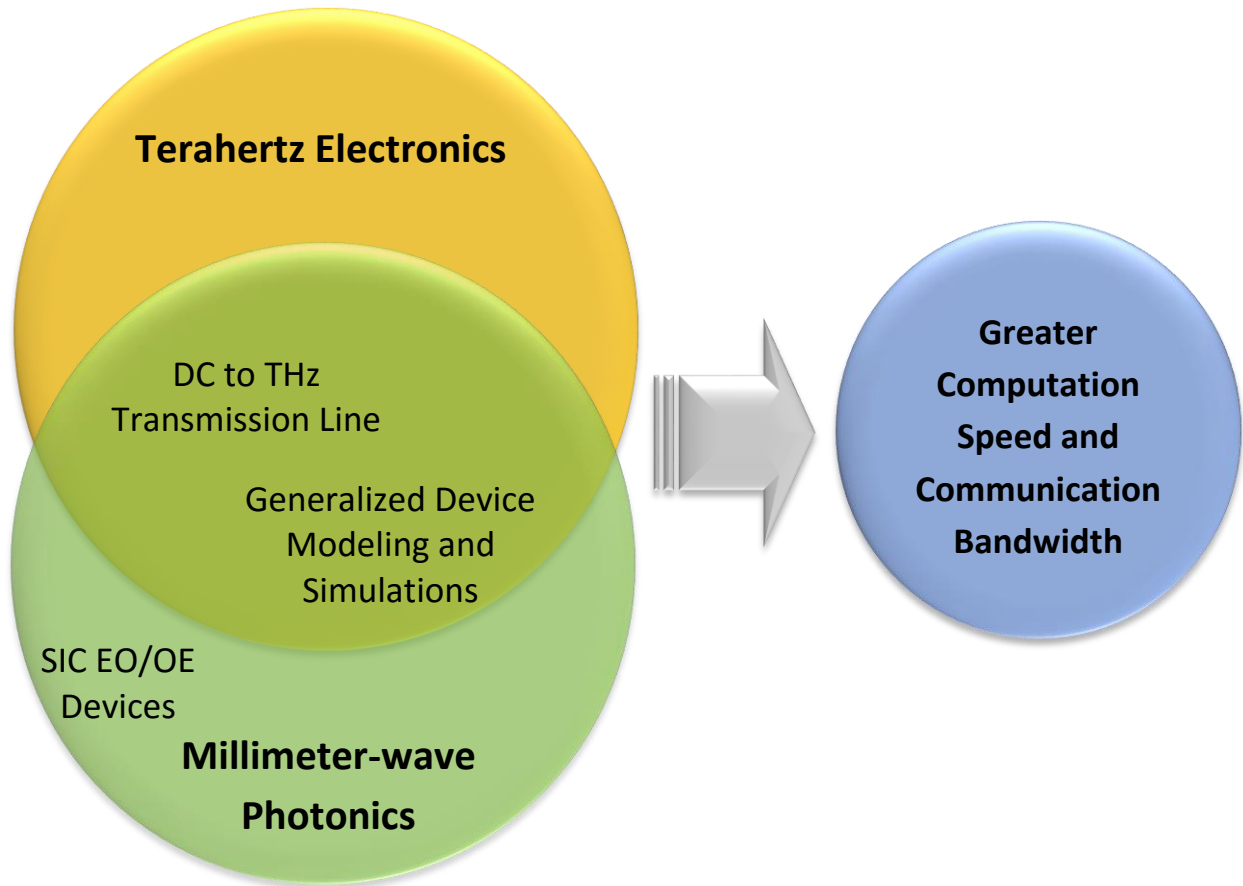 Terahertz Electronics
DC to THz
Transmission Line
Generalized Device
Modeling and
Simulations
SIC EO/OE
Devices
Millimeter-wave
Photonics
Greater
Computation
Speed and
Communication
Bandwidth